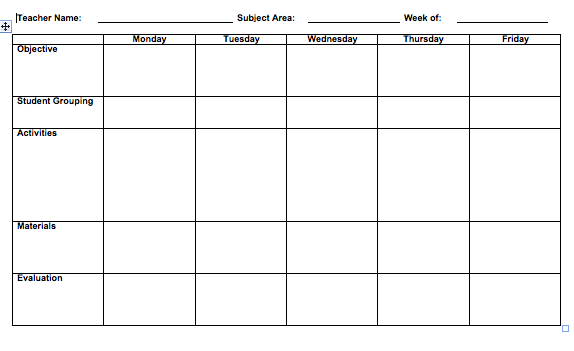 Teacher Name: Subject Area: Week of:
Monday Tuesday Wednesday Thursday Friday
Objective
Student Grouping
Activities
Materials
Evaluation